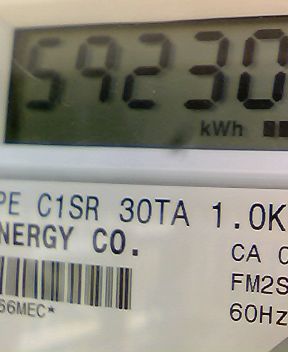 59230
kWh
PE C1SR 30TA 1.0K
NERGY CO.
CA
FM2S
66MEC*
60Hz